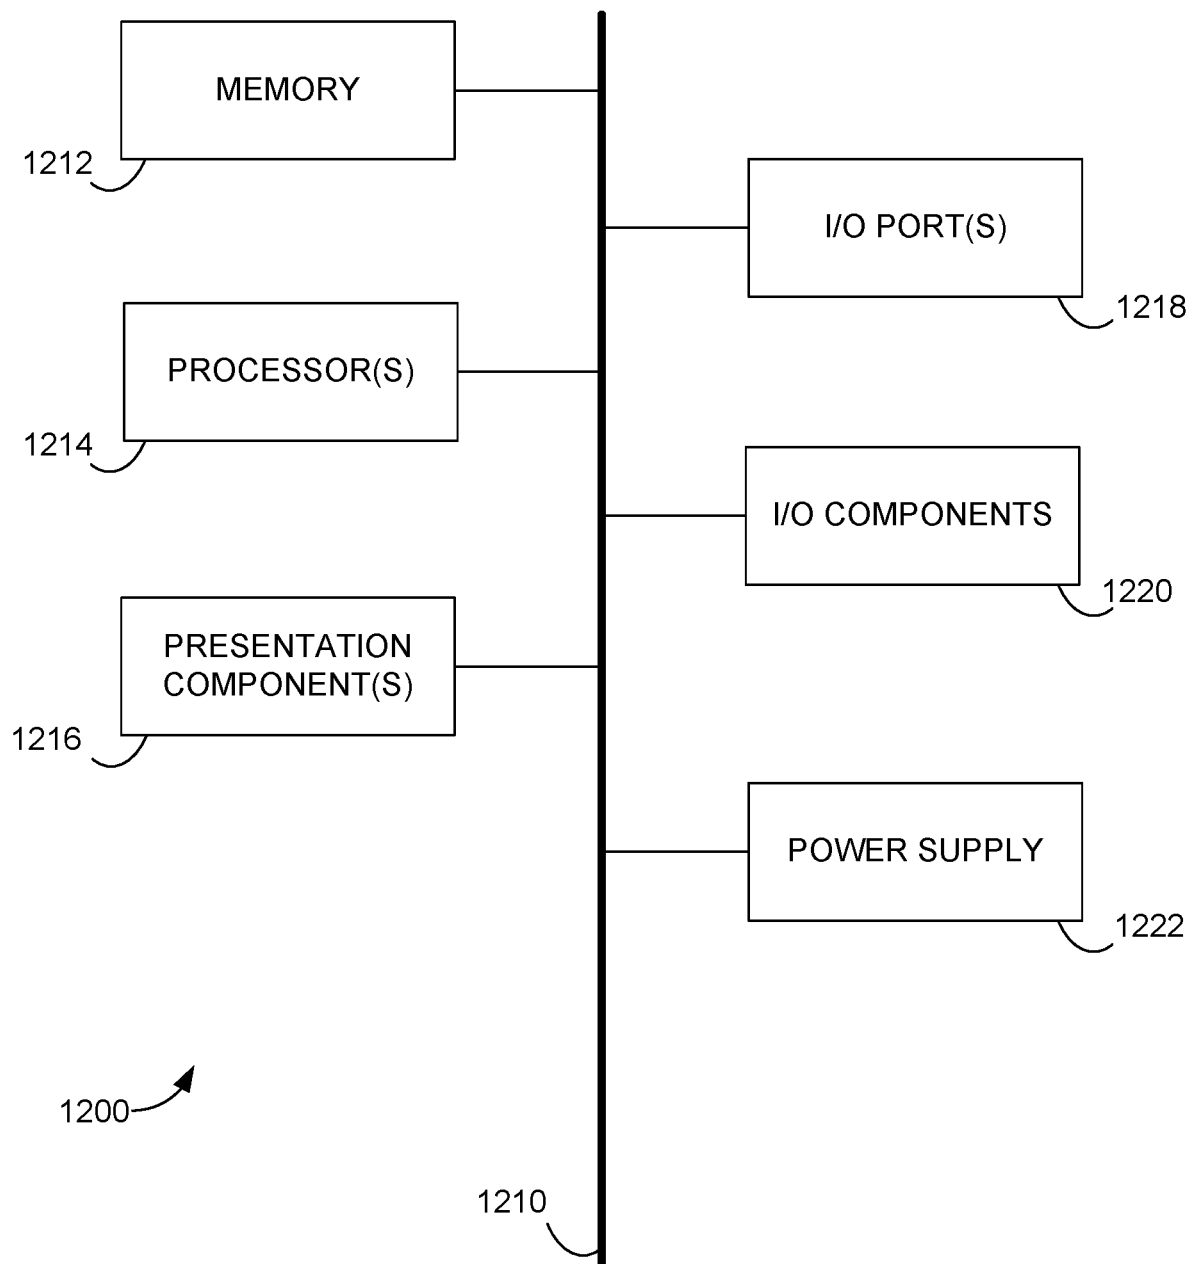 MEMORY
1212
I/O PORT(S)
1218
PROCESSOR(S)
1214
I/O COMPONENTS
1220
PRESENTATION
COMPONENT(S)
1216
POWER SUPPLY
1222
1200
1210